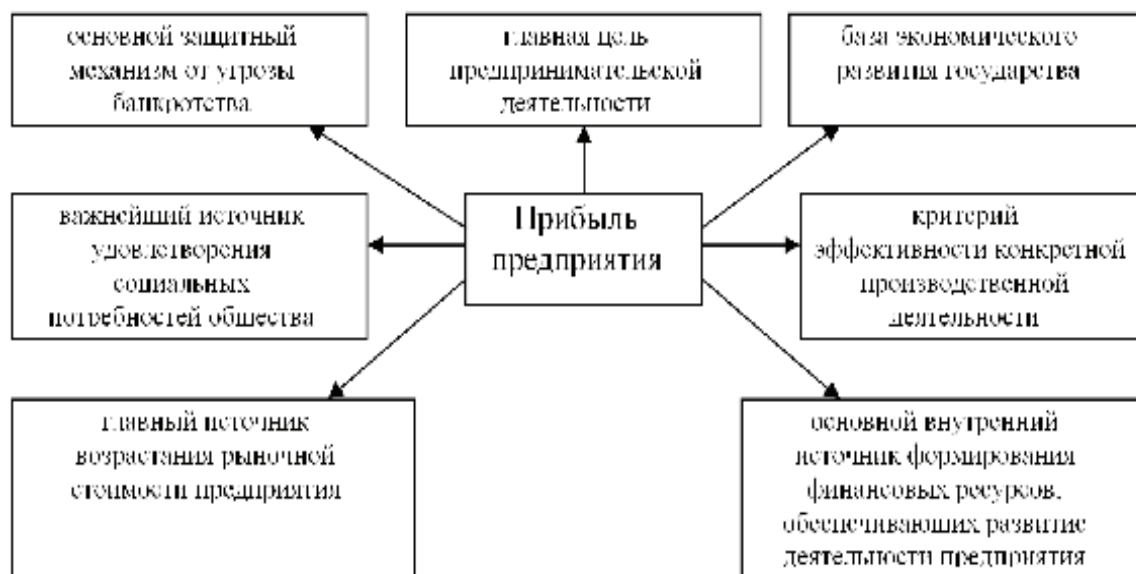 основной защитный
механизм от угрозы
банкротства
главная цель
предпринимательской
деятельности
база экономического
развития государства
важнейший источник
удовлетворения
социальных
потребностей общества
Прибыль
предприятия
критерий
эффективности конкретной
производственной
деятельности
главный источник
возрастания рыночной
стоимости предприятия
основной внутренний
источник формирования
финансовых ресурсов,
обеспечивающих развитие
деятельности предприятия